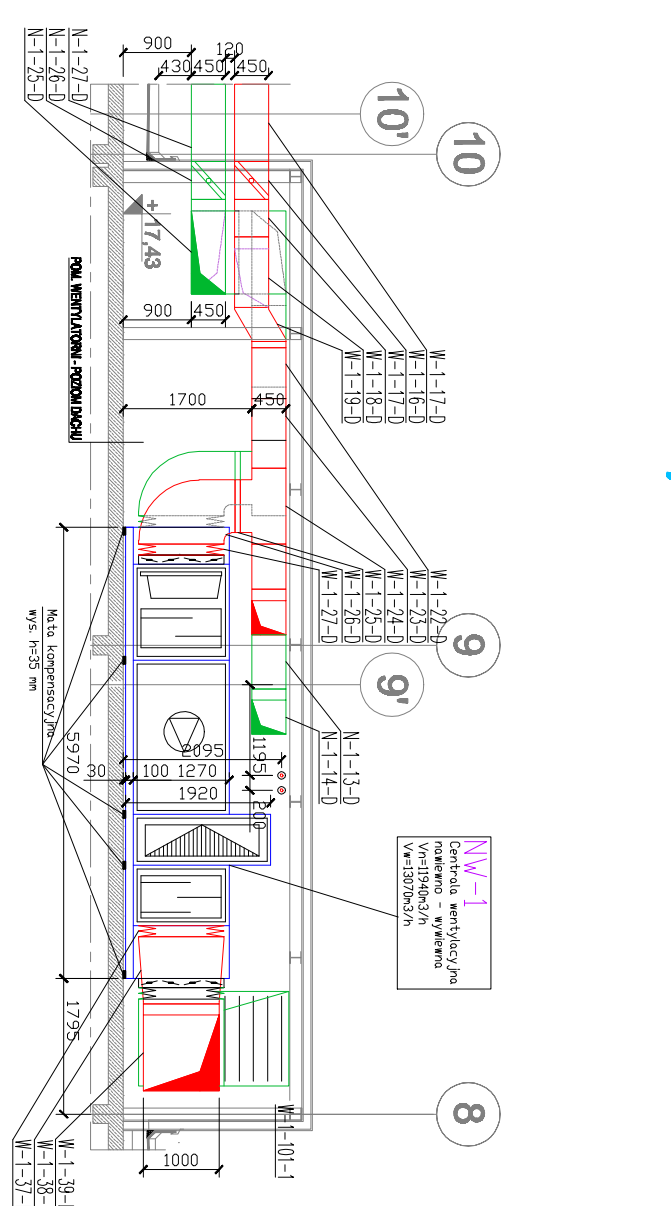 900
120
430
450
450
N-1-27-D
N-1-26-D
N-1-25-D
10'
10
+ 17,43
POM. WENTYLATORNI - POZIOM DACHU
900
450
W-1-17-D
W-1-16-D
W-1-17-D
W-1-18-D
W-1-19-D
1700
450
W-1-22-D
W-1-23-D
W-1-24-D
W-1-25-D
W-1-26-D
W-1-27-D
9
9'
Mata kompensacyjna
wys. h=35 mm
5970
N-1-13-D
N-1-14-D
1195
2095
30
100
1270
1920
200
NW-1
Centrala wentylacyjna
nawiewno - wywiewna
Vn=11940m3/h
Vw=13070m3/h
1795
8
W-1-101-1
1000
W-1-39-
W-1-38-
W-1-37-